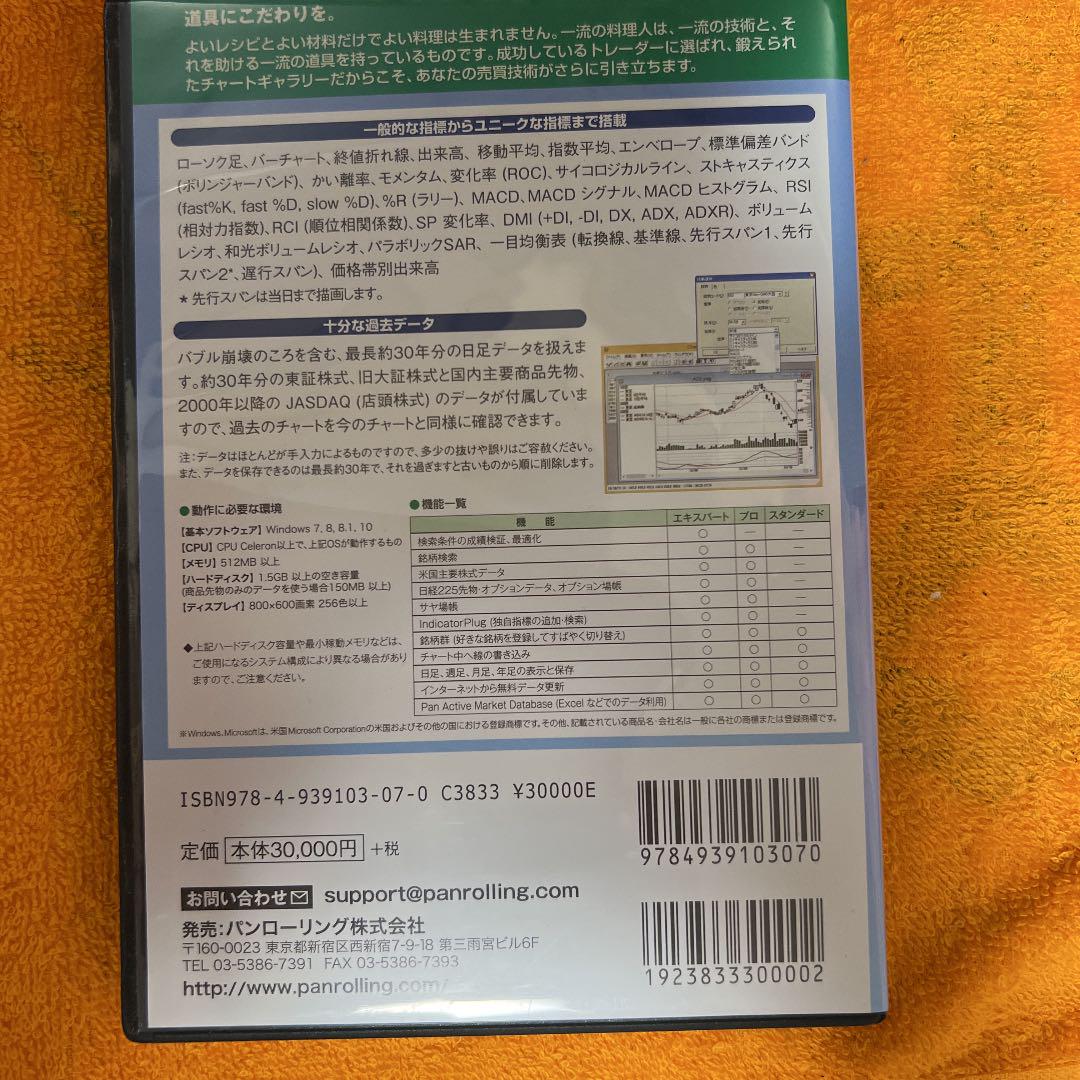 道具にこだわりを。
よいレシピとよい材料だけでよい料理は生まれません。一流の料理人は、一流の技術と、そ
れを助ける一流の道具を持っているものです。成功しているトレーダーに選ばれ、鍛えられ
たチャートギャラリーだからこそ、あなたの売買技術がさらに引き立ちます。
一般的な指標からユニークな指標まで搭載
ローソク足、バーチャート、終値折れ線、出来高、移動平均、指数平均、エンベロープ、標準偏差バンド
(ボリンジャーバンド)、かい離率、モメンタム、変化率 (ROC)、サイコロジカルライン、ストキャスティクス
(fast%K, fast %D, slow %D)、%R (ラリー)、MACD、MACD シグナル、MACD ヒストグラム、RSI
(相対力指数)、RCI (順位相関係数)、SP 変化率、DMI (+DI, -DI, DX, ADX, ADXR)、ボリューム
レシオ、和光ボリュームレシオ、パラボリックSAR、一目均衡表 (転換線、基準線、先行スパン1、先行
スパン2*、遅行スパン)、価格帯別出来高
* 先行スパンは当日まで描画します。
十分な過去データ
バブル崩壊のころを含む、最長約30年分の日足データを扱えま
す。約30年分の東証株式、旧大証株式と国内主要商品先物、
2000年以降の JASDAQ (店頭株式) のデータが付属していま
すので、過去のチャートを今のチャートと同様に確認できます。
注:データはほとんどが手入力によるものですので、多少の抜けや誤りはご容赦ください。
また、データを保存できるのは最長約30年で、それを過ぎますと古いものから順に削除します。
●動作に必要な環境
【基本ソフトウェア】 Windows 7, 8, 8.1, 10
【CPU】 CPU Celeron以上で、上記OSが動作するもの
【メモリ】 512MB 以上
【ハードディスク】 1.5GB 以上の空き容量
(商品先物のみのデータを使う場合150MB 以上)
【ディスプレイ】 800×600画素 256色以上
◆上記ハードディスク容量や最小稼動メモリなどは、
ご使用になるシステム構成により異なる場合があり
ますので、ご注意ください。
●機能一覧
機 能 エキスパート プロ スタンダード
検索条件の成績検証、最適化 ○ — —
銘柄検索 ○ ○ —
米国主要株式データ ○ ○ —
日経225先物・オプションデータ、オプション場帳 ○ ○ —
サヤ場帳 ○ ○ —
IndicatorPlug (独自指標の追加・検索) ○ ○ —
銘柄群 (好きな銘柄を登録してすばやく切り替え) ○ ○ ○
チャート中へ線の書き込み ○ ○ ○
日足、週足、月足、年足の表示と保存 ○ ○ ○
インターネットから無料データ更新 ○ ○ ○
Pan Active Market Database (Excel などでのデータ利用) ○ ○ ○
※Windows、Microsoftは、米国Microsoft Corporationの米国およびその他の国における登録商標です。その他、記載されている商品名・会社名は一般に各社の商標または登録商標です。
ISBN978-4-939103-07-0 C3833 ¥30000E
定価 本体30,000円 +税
お問い合わせ support@panrolling.com
発売:パンローリング株式会社
〒160-0023 東京都新宿区西新宿7-9-18 第三雨宮ビル6F
TEL 03-5386-7391 FAX 03-5386-7393
http://www.panrolling.com/
9784939103070
1923833300002